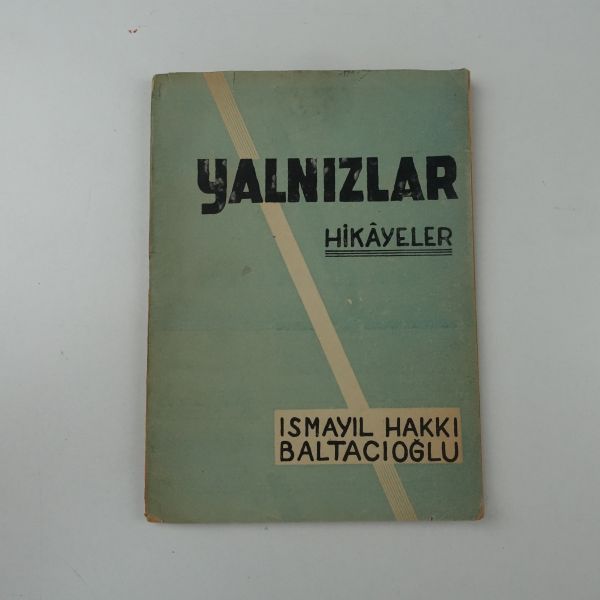 YALNIZLAR
HİKÂYELER
ISMAYIL HAKKI
BALTACIOĞLU